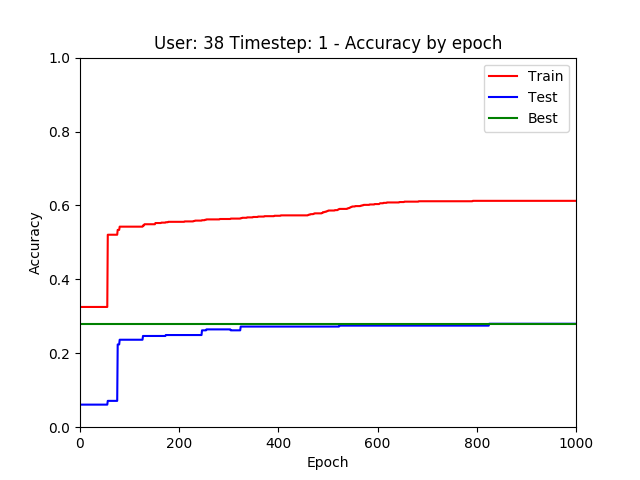 User: 38 Timestep: 1 - Accuracy by epoch
1.0
0.8
0.6
0.4
0.2
0.0
Accuracy
Train
Test
Best
0 200 400 600 800 1000
Epoch